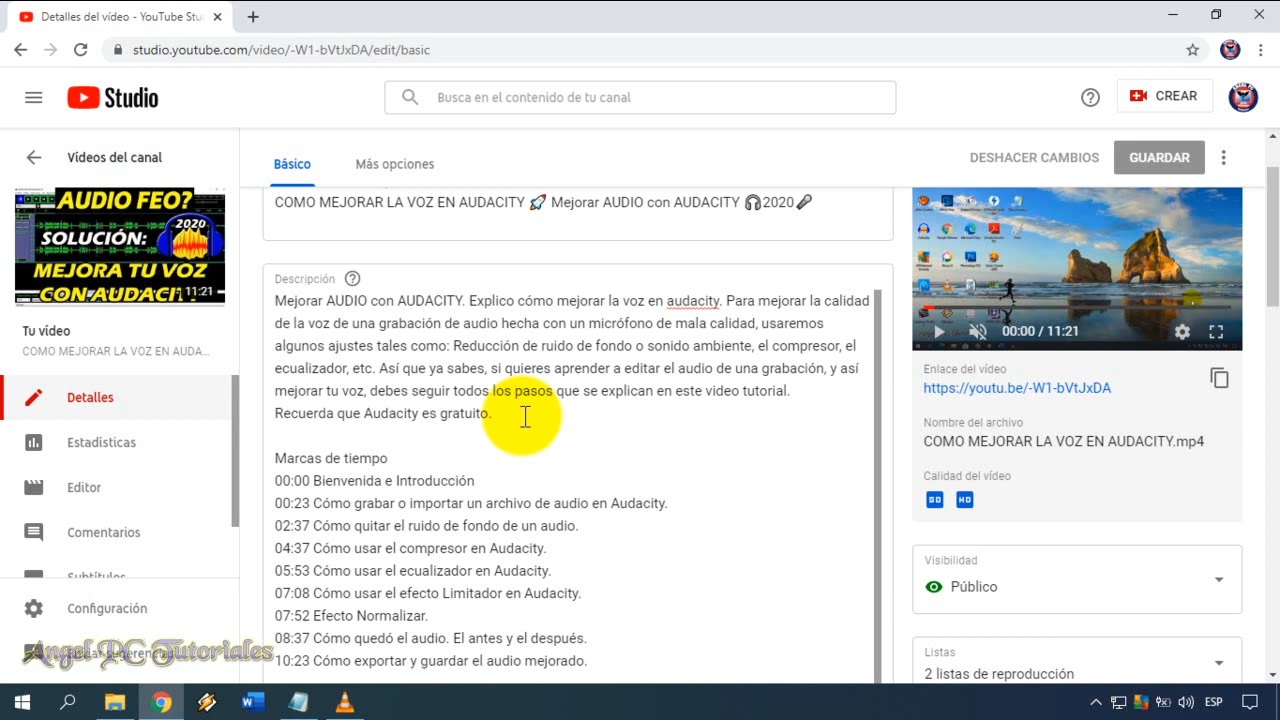 Detalles del vídeo - YouTube Stu
studio.youtube.com/video/-W1-bVtJxDA/edit/basic
Studio
Busca en el contenido de tu canal
CREAR
Vídeos del canal
Básico
Más opciones
DESHACER CAMBIOS
GUARDAR
AUDIO FEO?
2020
SOLUCIÓN:
MEJORA TU VOZ
CON AUDACITY
11:21
Tu vídeo
COMO MEJORAR LA VOZ EN AUDA...
Detalles
Estadísticas
Editor
Comentarios
Subtítulos
Configuración
Angel PC Tutoriales
COMO MEJORAR LA VOZ EN AUDACITY 🚀 Mejorar AUDIO con AUDACITY 🎧2020🎤
Descripción
Mejorar AUDIO con AUDACITY. Explico cómo mejorar la voz en audacity. Para mejorar la calidad
de la voz de una grabación de audio hecha con un micrófono de mala calidad, usaremos
algunos ajustes tales como: Reducción de ruido de fondo o sonido ambiente, el compresor, el
ecualizador, etc. Así que ya sabes, si quieres aprender a editar el audio de una grabación, y así
mejorar tu voz, debes seguir todos los pasos que se explican en este video tutorial.
Recuerda que Audacity es gratuito.
Marcas de tiempo
00:00 Bienvenida e Introducción
00:23 Cómo grabar o importar un archivo de audio en Audacity.
02:37 Cómo quitar el ruido de fondo de un audio.
04:37 Cómo usar el compresor en Audacity.
05:53 Cómo usar el ecualizador en Audacity.
07:08 Cómo usar el efecto Limitador en Audacity.
07:52 Efecto Normalizar.
08:37 Cómo quedó el audio. El antes y el después.
10:23 Cómo exportar y guardar el audio mejorado.
00:00 / 11:21
Enlace del vídeo
https://youtu.be/-W1-bVtJxDA
Nombre del archivo
COMO MEJORAR LA VOZ EN AUDACITY.mp4
Calidad del vídeo
SD HD
Visibilidad
Público
Listas
2 listas de reproducción
ESP